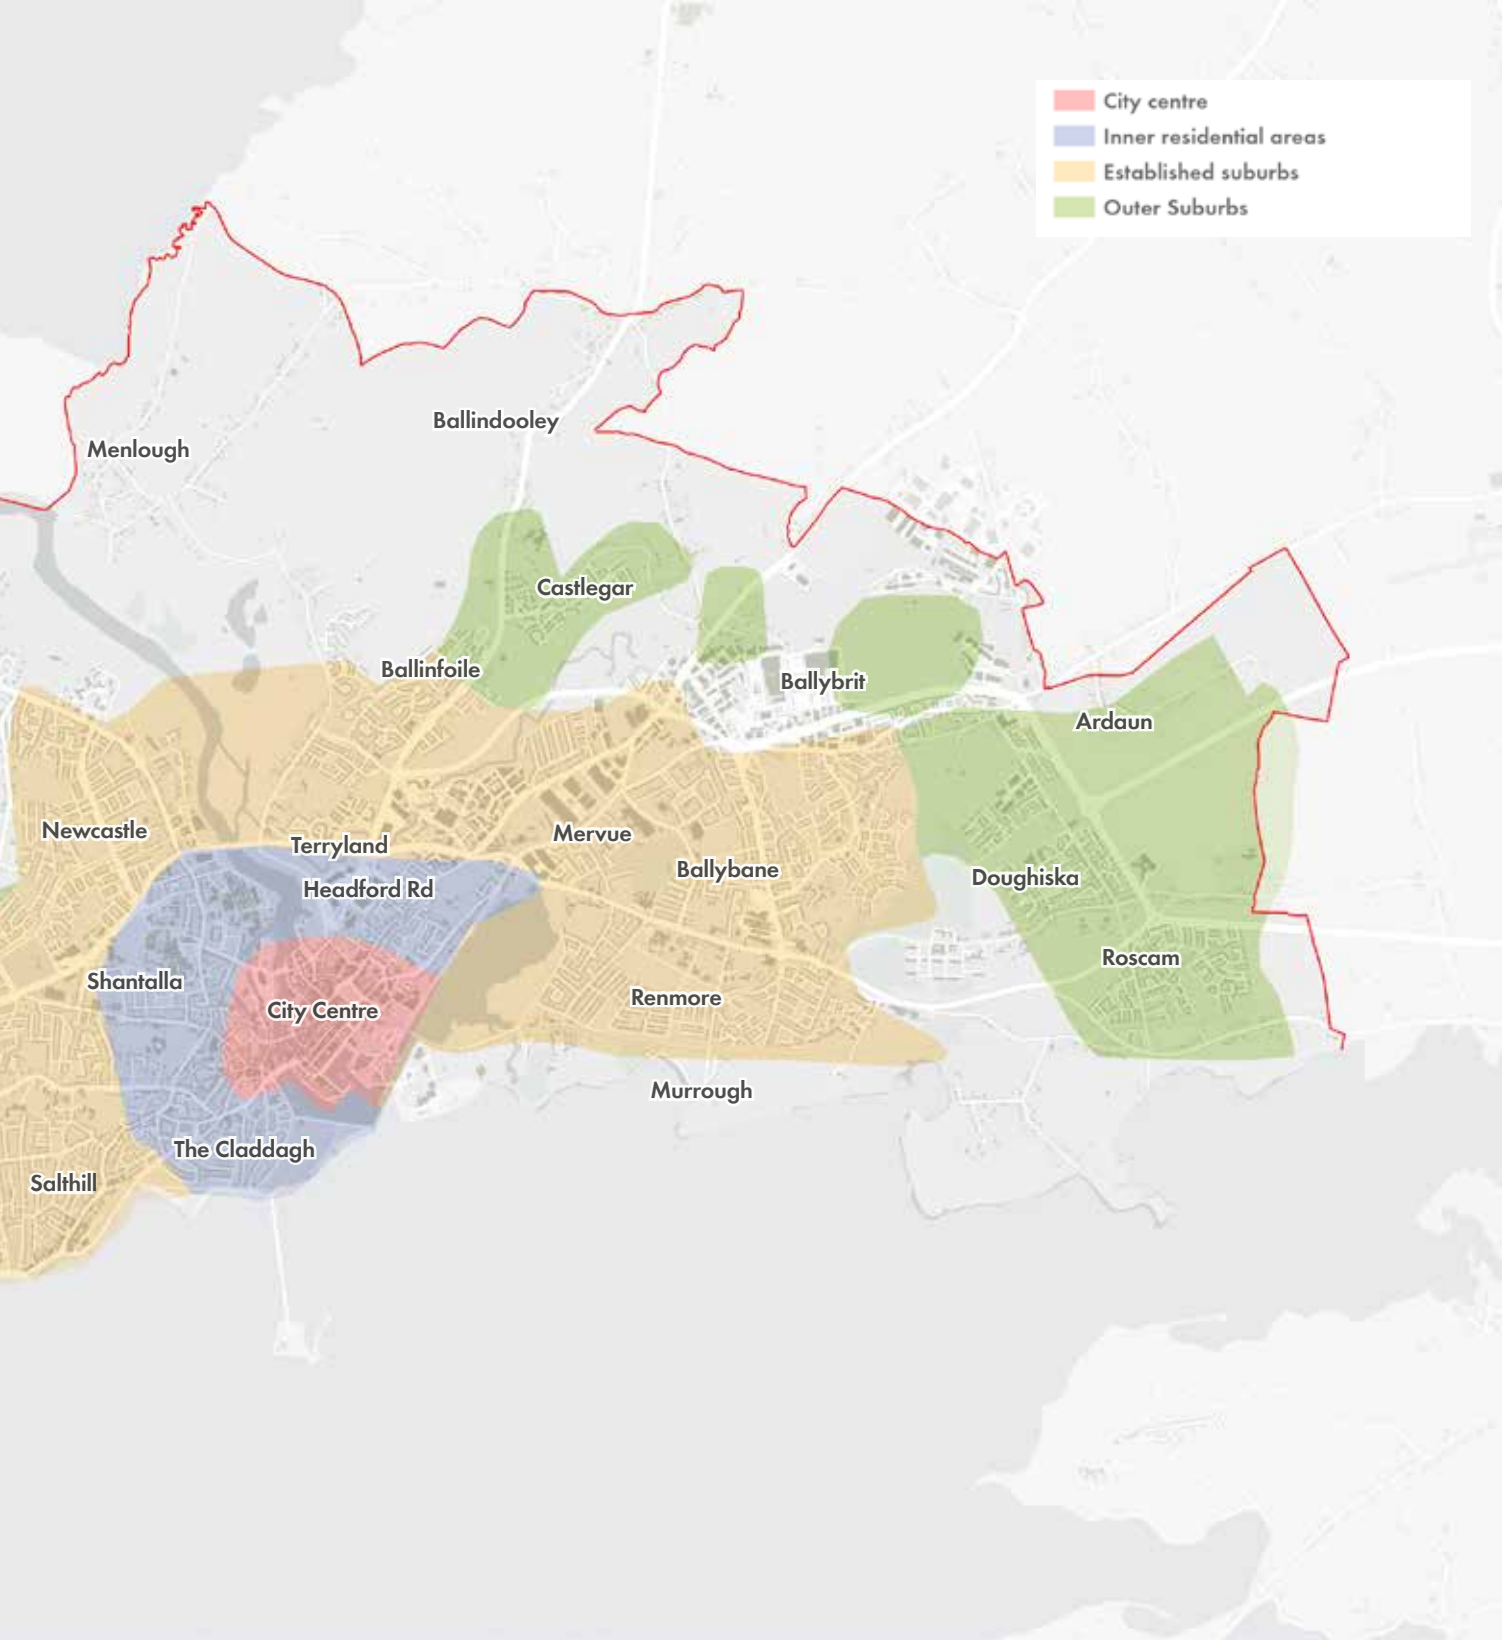 City centre
Inner residential areas
Established suburbs
Outer Suburbs
Ballindooley
Menlough
Castlegar
Ballinfoile
Ballybrit
Ardaun
Newcastle
Terryland
Mervue
Ballybane
Headford Rd
Doughiska
Roscam
Shantalla
City Centre
Renmore
Murrough
The Claddagh
Salthill